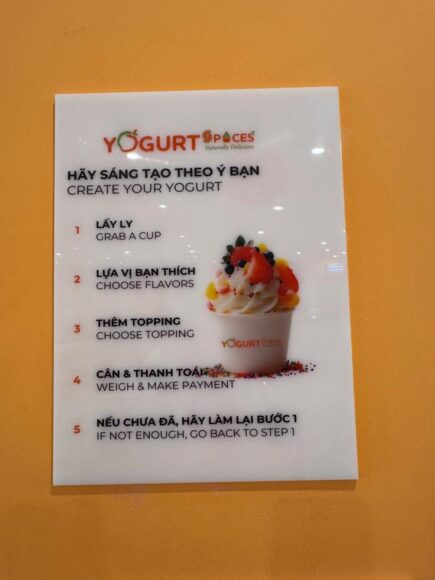 YOGURT SPACES
Naturally Delicious
HÃY SÁNG TẠO THEO Ý BẠN
CREATE YOUR YOGURT
1 LẤY LY
GRAB A CUP
2 LỰA VỊ BẠN THÍCH
CHOOSE FLAVORS
3 THÊM TOPPING
CHOOSE TOPPING
YOGURT
4 CÂN & THANH TOÁN
WEIGH & MAKE PAYMENT
5 NẾU CHƯA ĐÃ, HÃY LÀM LẠI BƯỚC 1
IF NOT ENOUGH, GO BACK TO STEP 1